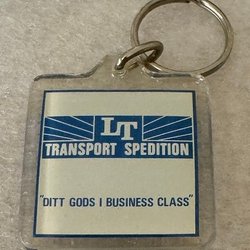 LT
TRANSPORT SPEDITION
"DITT GODS I BUSINESS CLASS"